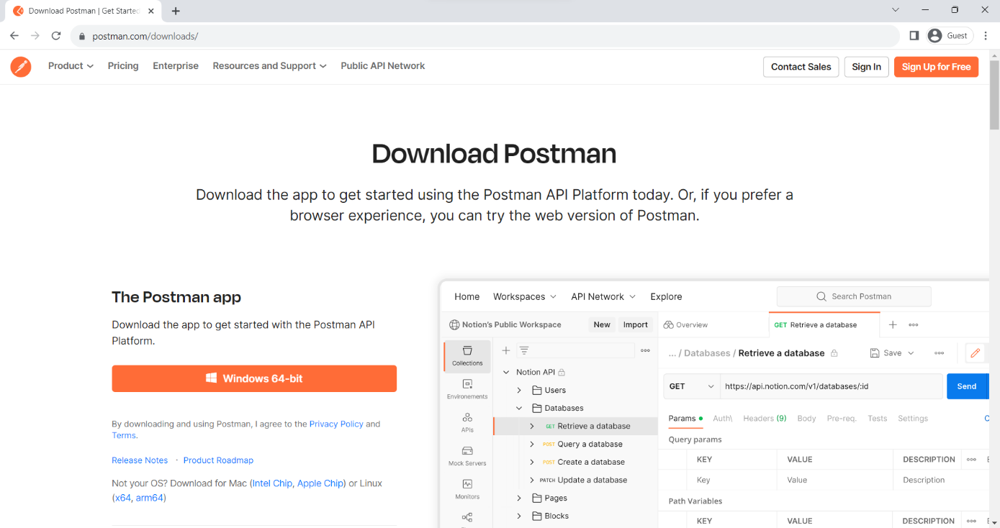 Download Postman | Get Started
postman.com/downloads/
Guest
Product Pricing Enterprise Resources and Support Public API Network
Contact Sales Sign In Sign Up for Free
Download Postman
Download the app to get started using the Postman API Platform today. Or, if you prefer a
browser experience, you can try the web version of Postman.
The Postman app
Download the app to get started with the Postman API
Platform.
Windows 64-bit
By downloading and using Postman, I agree to the Privacy Policy and
Terms.
Release Notes · Product Roadmap
Not your OS? Download for Mac (Intel Chip, Apple Chip) or Linux
(x64, arm64)
Home Workspaces API Network Explore Search Postman
Notion's Public Workspace New Import
Overview GET Retrieve a database
Collections
Environements
APIs
Mock Servers
Monitors
Notion API
Users
Databases
GET Retrieve a database
POST Query a database
POST Create a database
PATCH Update a database
Pages
Blocks
... / Databases / Retrieve a database Save
GET https://api.notion.com/v1/databases/:id Send
Params Auth\ Headers (9) Body Pre-req. Tests Settings C
Query params
KEY VALUE DESCRIPTION
Key Value Description
Path Variables
KEY VALUE DESCRIPTION